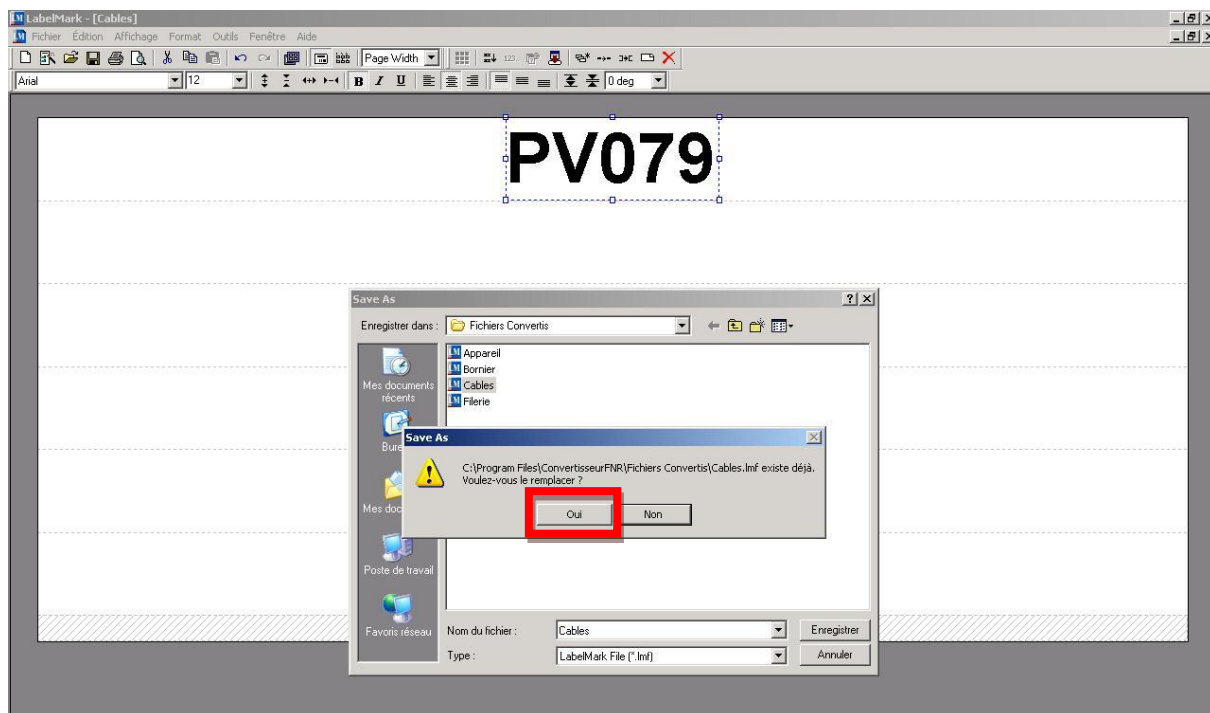 LabelMark - [Cables]
Fichier Édition Affichage Format Outils Fenêtre Aide
Page Width
Arial 12 B I U 0 deg
PV079
Save As
Enregistrer dans : Fichiers Convertis
Appareil
Bornier
Cables
Filerie
Mes documents
récents
Bure
Save As
C:\Program Files\ConvertisseurFNR\Fichiers Convertis\Cables.lmf existe déjà.
Voulez-vous le remplacer ?
Oui Non
Mes doc
Poste de travail
Favoris réseau
Nom du fichier : Cables Enregistrer
Type : LabelMark File (*.lmf) Annuler